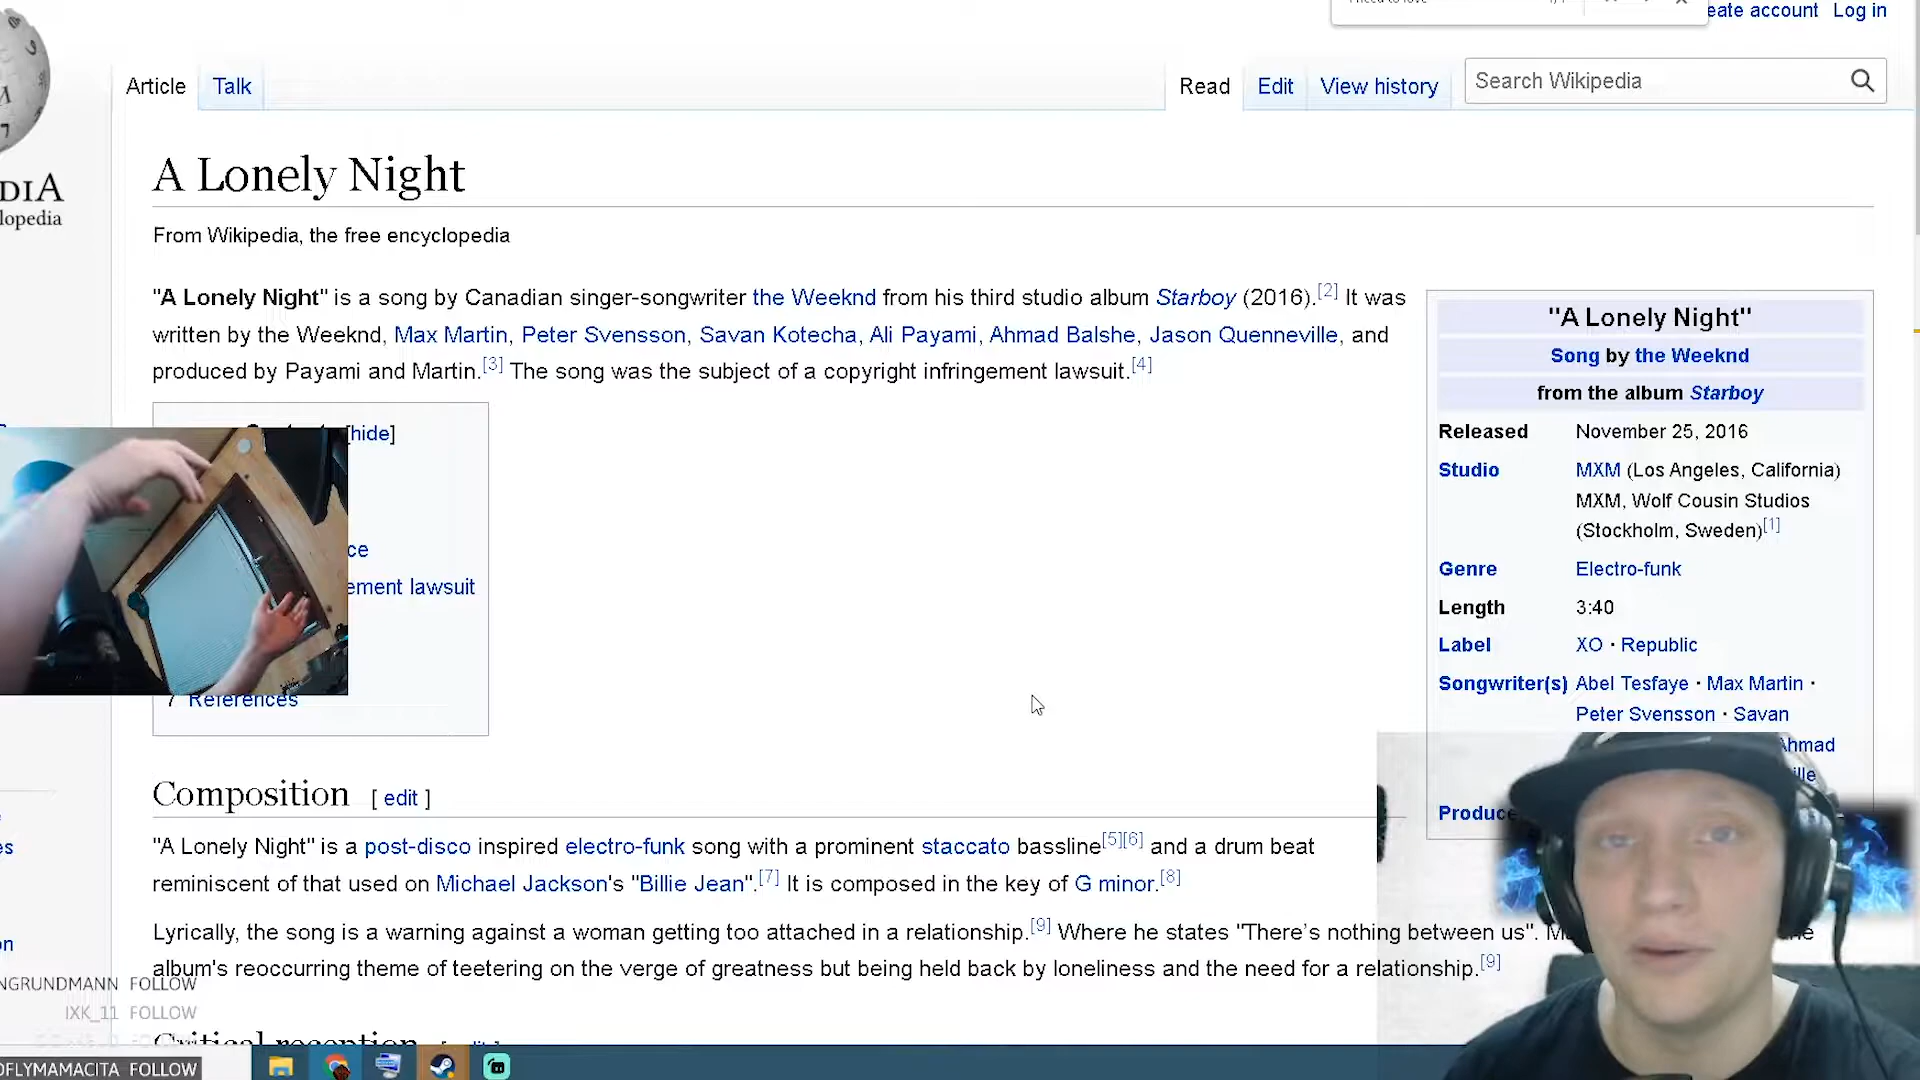 eate account Log in
Article Talk Read Edit View history Search Wikipedia
DIA
clopedia
A Lonely Night
From Wikipedia, the free encyclopedia
"A Lonely Night" is a song by Canadian singer-songwriter the Weeknd from his third studio album Starboy (2016).[2] It was
written by the Weeknd, Max Martin, Peter Svensson, Savan Kotecha, Ali Payami, Ahmad Balshe, Jason Quenneville, and
produced by Payami and Martin.[3] The song was the subject of a copyright infringement lawsuit.[4]
[hide]
ce
ement lawsuit
7 References
"A Lonely Night"
Song by the Weeknd
from the album Starboy
Released November 25, 2016
Studio MXM (Los Angeles, California)
MXM, Wolf Cousin Studios
(Stockholm, Sweden)[1]
Genre Electro-funk
Length 3:40
Label XO · Republic
Songwriter(s) Abel Tesfaye · Max Martin ·
Peter Svensson · Savan
Ahmad
ille
Produce
Composition [ edit ]
"A Lonely Night" is a post-disco inspired electro-funk song with a prominent staccato bassline[5][6] and a drum beat
reminiscent of that used on Michael Jackson's "Billie Jean".[7] It is composed in the key of G minor.[8]
Lyrically, the song is a warning against a woman getting too attached in a relationship.[9] Where he states "There's nothing between us".
album's reoccurring theme of teetering on the verge of greatness but being held back by loneliness and the need for a relationship.[9]
Critical reception
es
on
NGRUNDMANN FOLLOW
IXK_11 FOLLOW
OFLYMAMACITA FOLLOW